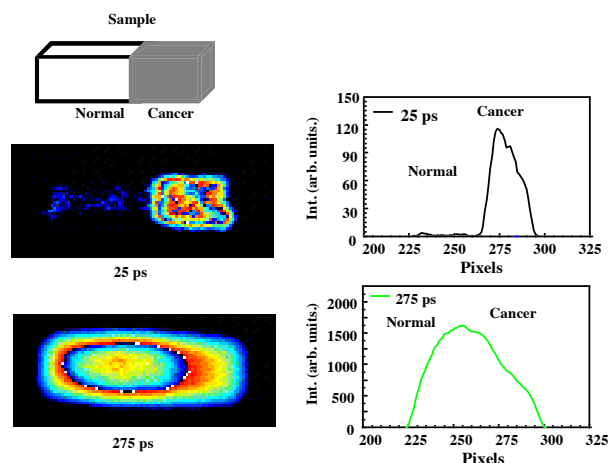 Sample
Normal Cancer
25 ps
275 ps
Int. (arb. units.)
150
120
90
60
30
0
25 ps
Cancer
Normal
200 225 250 275 300 325
Pixels
Int. (arb. units.)
2000
1500
1000
500
0
275 ps
Normal
Cancer
200 225 250 275 300 325
Pixels